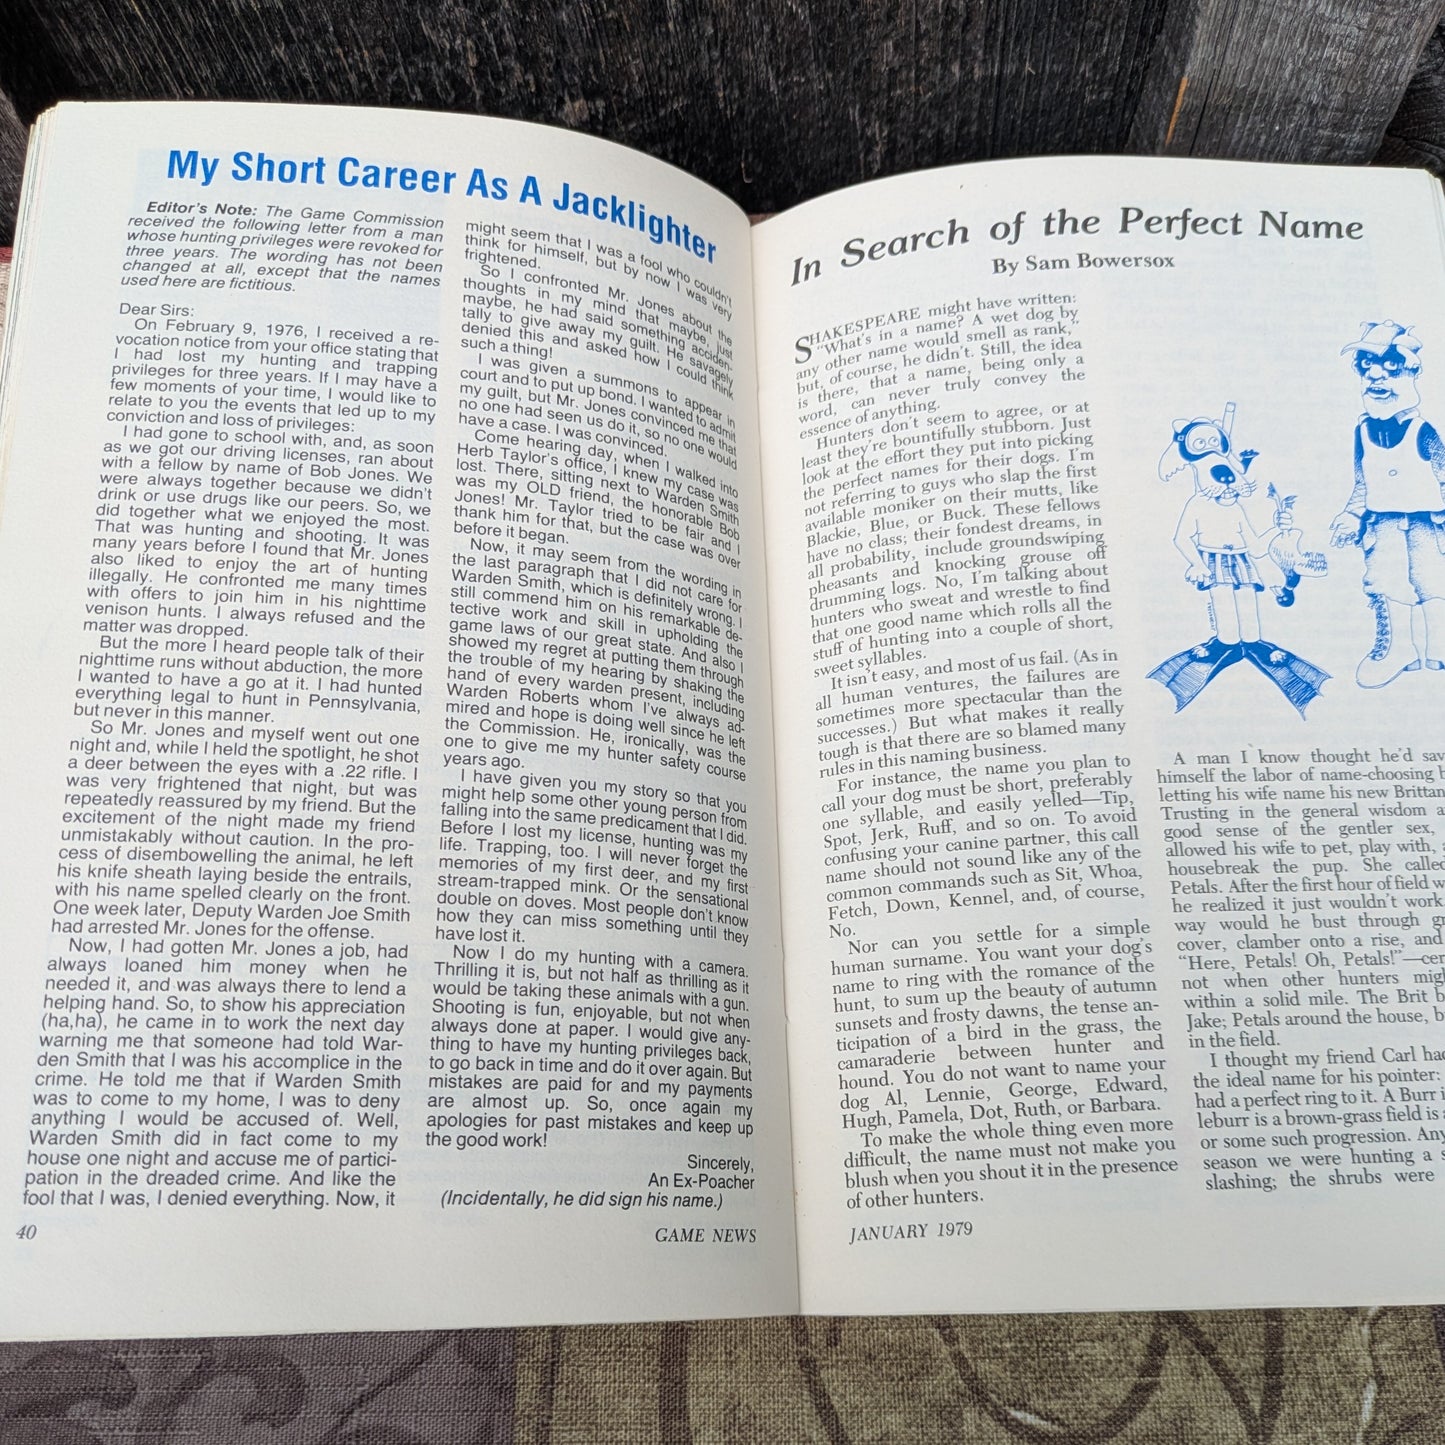 My Short Career As A Jacklighter
Editor's Note: The Game Commission
received the following letter from a man
whose hunting privileges were revoked for
three years. The wording has not been
changed at all, except that the names
used here are fictitious.
Dear Sirs:
On February 9, 1976, I received a re-
vocation notice from your office stating that
I had lost my hunting and trapping
privileges for three years. If I may have a
few moments of your time, I would like to
relate to you the events that led up to my
conviction and loss of privileges:
I had gone to school with, and, as soon
as we got our driving licenses, ran about
with a fellow by name of Bob Jones. We
were always together because we didn't
drink or use drugs like our peers. So, we
did together what we enjoyed the most.
That was hunting and shooting. It was
many years before I found that Mr. Jones
also liked to enjoy the art of hunting
illegally. He confronted me many times
with offers to join him in his nighttime
venison hunts. I always refused and the
matter was dropped.
But the more I heard people talk of their
nighttime runs without abduction, the more
I wanted to have a go at it. I had hunted
everything legal to hunt in Pennsylvania,
but never in this manner.
So Mr. Jones and myself went out one
night and, while I held the spotlight, he shot
a deer between the eyes with a .22 rifle. I
was very frightened that night, but was
repeatedly reassured by my friend. But the
excitement of the night made my friend
unmistakably without caution. In the pro-
cess of disembowelling the animal, he left
his knife sheath laying beside the entrails,
with his name spelled clearly on the front.
One week later, Deputy Warden Joe Smith
had arrested Mr. Jones for the offense.
Now, I had gotten Mr. Jones a job, had
always loaned him money when he
needed it, and was always there to lend a
helping hand. So, to show his appreciation
(ha,ha), he came in to work the next day
warning me that someone had told War-
den Smith that I was his accomplice in the
crime. He told me that if Warden Smith
was to come to my home, I was to deny
anything I would be accused of. Well,
Warden Smith did in fact come to my
house one night and accuse me of partici-
pation in the dreaded crime. And like the
fool that I was, I denied everything. Now, it
might seem that I was a fool who couldn't
think for himself, but by now I was very
frightened.
So I confronted Mr. Jones about the
thoughts in my mind that maybe, just
maybe, he had said something acciden-
tally to give away my guilt. He savagely
denied this and asked how I could think
such a thing!
I was given a summons to appear in
court and to put up bond. I wanted to admit
my guilt, but Mr. Jones convinced me that
no one had seen us do it, so no one would
have a case. I was convinced.
Come hearing day, when I walked into
Herb Taylor's office, I knew my case was
lost. There, sitting next to Warden Smith
was my OLD friend, the honorable Bob
Jones! Mr. Taylor tried to be fair and I
thank him for that, but the case was over
before it began.
Now, it may seem from the wording in
the last paragraph that I did not care for
Warden Smith, which is definitely wrong. I
still commend him on his remarkable de-
tective work and skill in upholding the
game laws of our great state. And also I
showed my regret at putting them through
the trouble of my hearing by shaking the
hand of every warden present, including
Warden Roberts whom I've always ad-
mired and hope is doing well since he left
the Commission. He, ironically, was the
one to give me my hunter safety course
years ago.
I have given you my story so that you
might help some other young person from
falling into the same predicament that I did.
Before I lost my license, hunting was my
life. Trapping, too. I will never forget the
memories of my first deer, and my first
stream-trapped mink. Or the sensational
double on doves. Most people don't know
how they can miss something until they
have lost it.
Now I do my hunting with a camera.
Thrilling it is, but not half as thrilling as it
would be taking these animals with a gun.
Shooting is fun, enjoyable, but not when
always done at paper. I would give any-
thing to have my hunting privileges back,
to go back in time and do it over again. But
mistakes are paid for and my payments
are almost up. So, once again my
apologies for past mistakes and keep up
the good work!
Sincerely,
An Ex-Poacher
(Incidentally, he did sign his name.)
40
GAME NEWS
In Search of the Perfect Name
By Sam Bowersox
SHAKESPEARE might have written:
"What's in a name? A wet dog by
any other name would smell as rank,"
but, of course, he didn't. Still, the idea
is there, that a name, being only a
word, can never truly convey the
essence of anything.
Hunters don't seem to agree, or at
least they're bountifully stubborn. Just
look at the effort they put into picking
the perfect names for their dogs. I'm
not referring to guys who slap the first
available moniker on their mutts, like
Blackie, Blue, or Buck. These fellows
have no class; their fondest dreams, in
all probability, include groundswiping
pheasants and knocking grouse off
drumming logs. No, I'm talking about
hunters who sweat and wrestle to find
that one good name which rolls all the
stuff of hunting into a couple of short,
sweet syllables.
It isn't easy, and most of us fail. (As in
all human ventures, the failures are
sometimes more spectacular than the
successes.) But what makes it really
tough is that there are so blamed many
rules in this naming business.
For instance, the name you plan to
call your dog must be short, preferably
one syllable, and easily yelled—Tip,
Spot, Jerk, Ruff, and so on. To avoid
confusing your canine partner, this call
name should not sound like any of the
common commands such as Sit, Whoa,
Fetch, Down, Kennel, and, of course,
No.
Nor can you settle for a simple
human surname. You want your dog's
name to ring with the romance of the
hunt, to sum up the beauty of autumn
sunsets and frosty dawns, the tense an-
ticipation of a bird in the grass, the
camaraderie between hunter and
hound. You do not want to name your
dog Al, Lennie, George, Edward,
Hugh, Pamela, Dot, Ruth, or Barbara.
To make the whole thing even more
difficult, the name must not make you
blush when you shout it in the presence
of other hunters.
A man I know thought he'd
himself the labor of name-choosing
letting his wife name his new
Trusting in the general wisdom
good sense of the gentler sex,
allowed his wife to pet, play with,
housebreak the pup. She
Petals. After the first hour of field
he realized it just wouldn't work.
way would he bust through
cover, clamber onto a rise, and
"Here, Petals! Oh, Petals!"—
not when other hunters
within a solid mile. The Brit
Jake; Petals around the house,
in the field.
I thought my friend Carl
the ideal name for his pointer:
had a perfect ring to it. A Burr
leburr is a brown-grass field is
or some such progression.
season we were hunting a
slashing; the shrubs were
JANUARY 1979